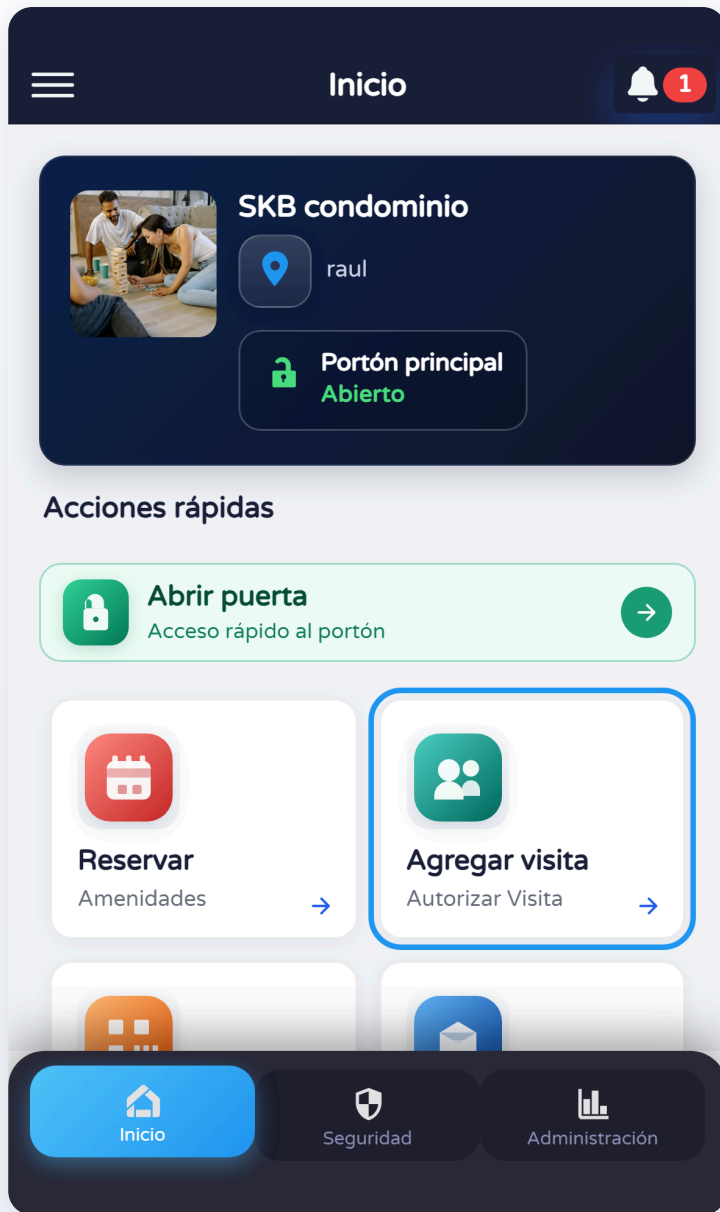 Inicio
1
SKB condominio
raul
Portón principal
Abierto
Acciones rápidas
Abrir puerta
Acceso rápido al portón
Reservar
Amenidades
Agregar visita
Autorizar Visita
Inicio
Seguridad
Administración